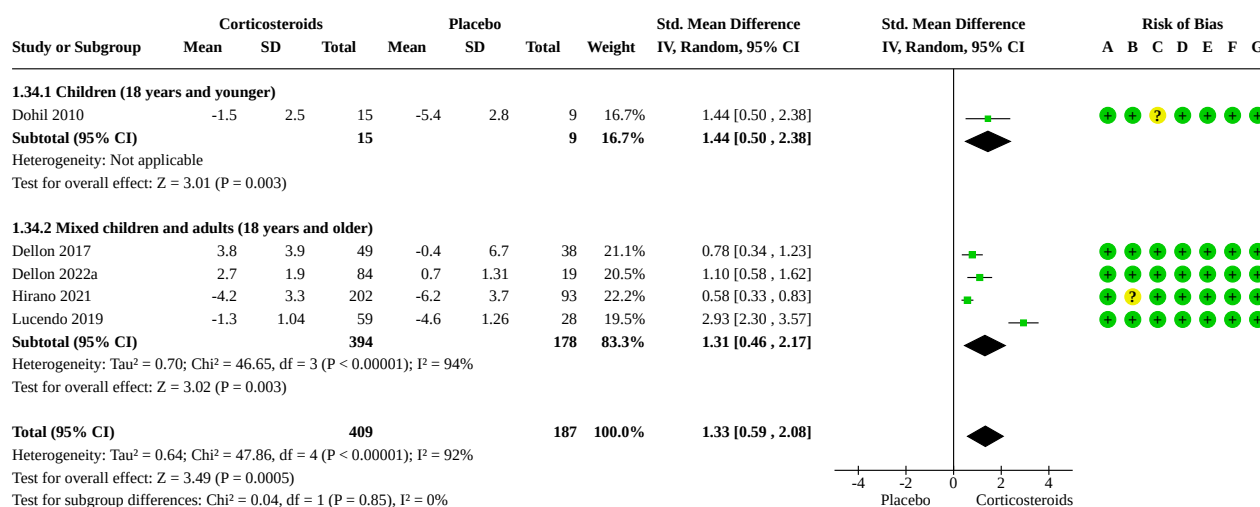 Corticosteroids Placebo Std. Mean Difference Std. Mean Difference Risk of Bias
Study or Subgroup Mean SD Total Mean SD Total Weight IV, Random, 95% CI IV, Random, 95% CI A B C D E F G
1.34.1 Children (18 years and younger)
Dohil 2010 -1.5 2.5 15 -5.4 2.8 9 16.7% 1.44 [0.50 , 2.38] + + ? + + + +
Subtotal (95% CI) 15 9 16.7% 1.44 [0.50 , 2.38]
Heterogeneity: Not applicable
Test for overall effect: Z = 3.01 (P = 0.003)
1.34.2 Mixed children and adults (18 years and older)
Dellon 2017 3.8 3.9 49 -0.4 6.7 38 21.1% 0.78 [0.34 , 1.23] + + + + + + +
Dellon 2022a 2.7 1.9 84 0.7 1.31 19 20.5% 1.10 [0.58 , 1.62] + + + + + + +
Hirano 2021 -4.2 3.3 202 -6.2 3.7 93 22.2% 0.58 [0.33 , 0.83] + ? + + + + +
Lucendo 2019 -1.3 1.04 59 -4.6 1.26 28 19.5% 2.93 [2.30 , 3.57] + + + + + + +
Subtotal (95% CI) 394 178 83.3% 1.31 [0.46 , 2.17]
Heterogeneity: Tau² = 0.70; Chi² = 46.65, df = 3 (P < 0.00001); I² = 94%
Test for overall effect: Z = 3.02 (P = 0.003)
Total (95% CI) 409 187 100.0% 1.33 [0.59 , 2.08]
Heterogeneity: Tau² = 0.64; Chi² = 47.86, df = 4 (P < 0.00001); I² = 92%
Test for overall effect: Z = 3.49 (P = 0.0005) -4 -2 0 2 4
Test for subgroup differences: Chi² = 0.04, df = 1 (P = 0.85), I² = 0% Placebo Corticosteroids